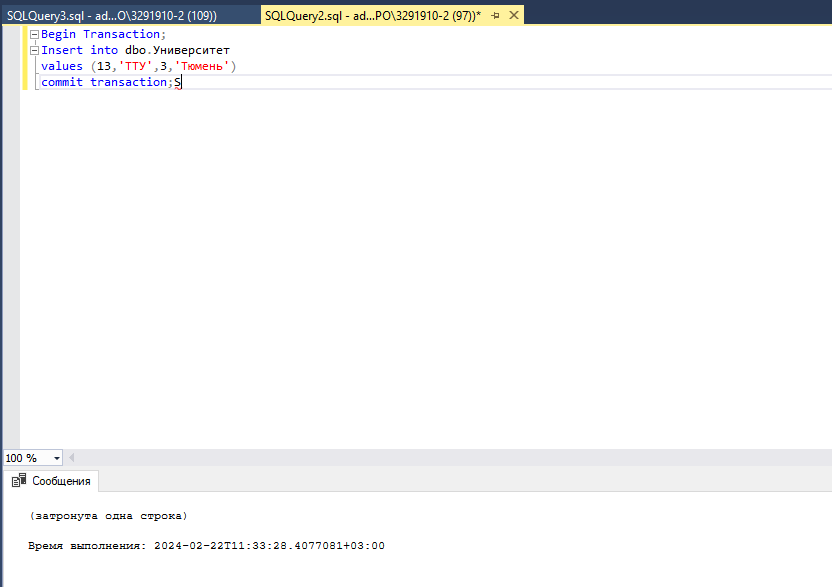 SQLQuery3.sql - ad...O\3291910-2 (109))
SQLQuery2.sql - ad...PO\3291910-2 (97))*
Begin Transaction;
Insert into dbo.Университет
values (13,'ТТУ',3,'Тюмень')
commit transaction;S
100 %
Сообщения
(затронута одна строка)
Время выполнения: 2024-02-22T11:33:28.4077081+03:00